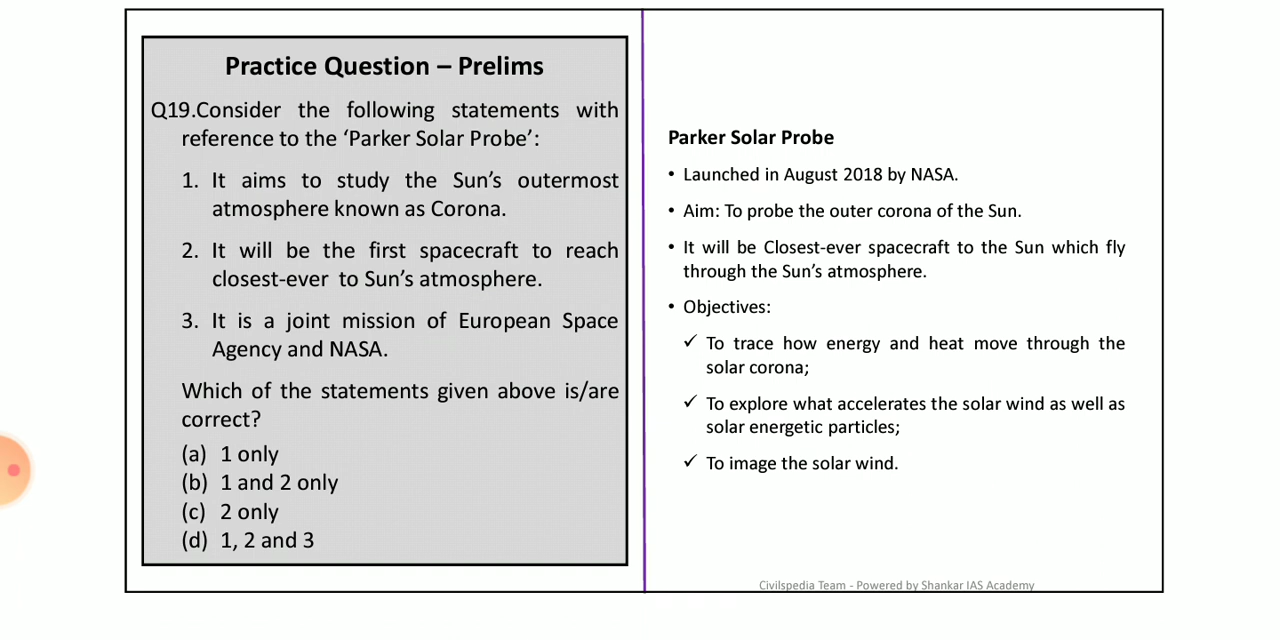 Practice Question – Prelims
Q19.Consider the following statements with
reference to the ‘Parker Solar Probe’:
1. It aims to study the Sun’s outermost
atmosphere known as Corona.
2. It will be the first spacecraft to reach
closest-ever to Sun’s atmosphere.
3. It is a joint mission of European Space
Agency and NASA.
Which of the statements given above is/are
correct?
(a) 1 only
(b) 1 and 2 only
(c) 2 only
(d) 1, 2 and 3
Parker Solar Probe
• Launched in August 2018 by NASA.
• Aim: To probe the outer corona of the Sun.
• It will be Closest-ever spacecraft to the Sun which fly
through the Sun’s atmosphere.
• Objectives:
✓ To trace how energy and heat move through the
solar corona;
✓ To explore what accelerates the solar wind as well as
solar energetic particles;
✓ To image the solar wind.
Civilspedia Team - Powered by Shankar IAS Academy